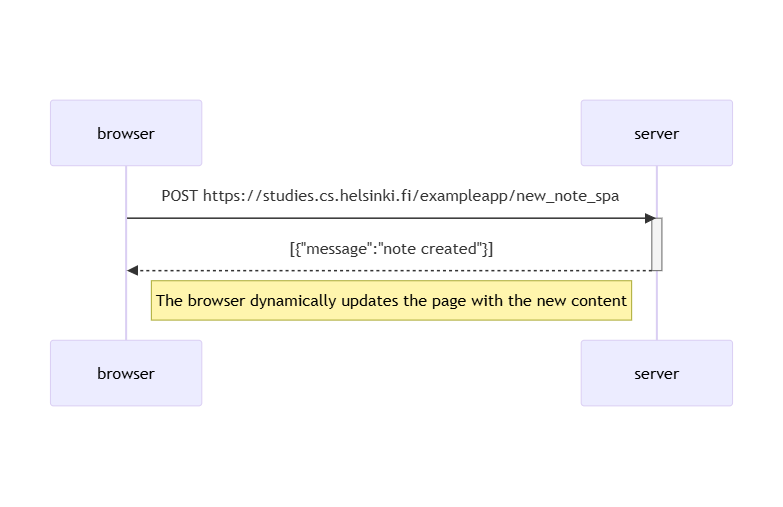 browser
server
POST https://studies.cs.helsinki.fi/exampleapp/new_note_spa
[{"message":"note created"}]
The browser dynamically updates the page with the new content
browser
server